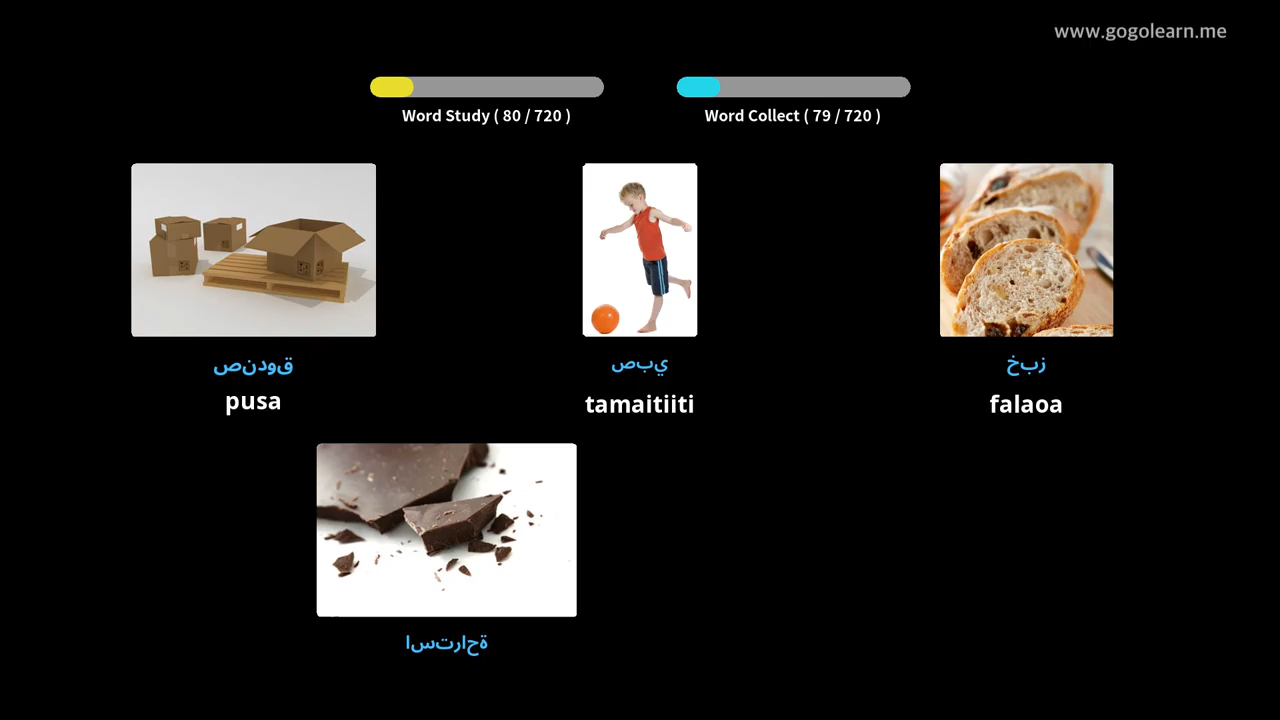 www.gogolearn.me
Word Study ( 80 / 720 )
Word Collect ( 79 / 720 )
صندوق
صبي
خبز
pusa
tamaitiiti
falaoa
استراحة